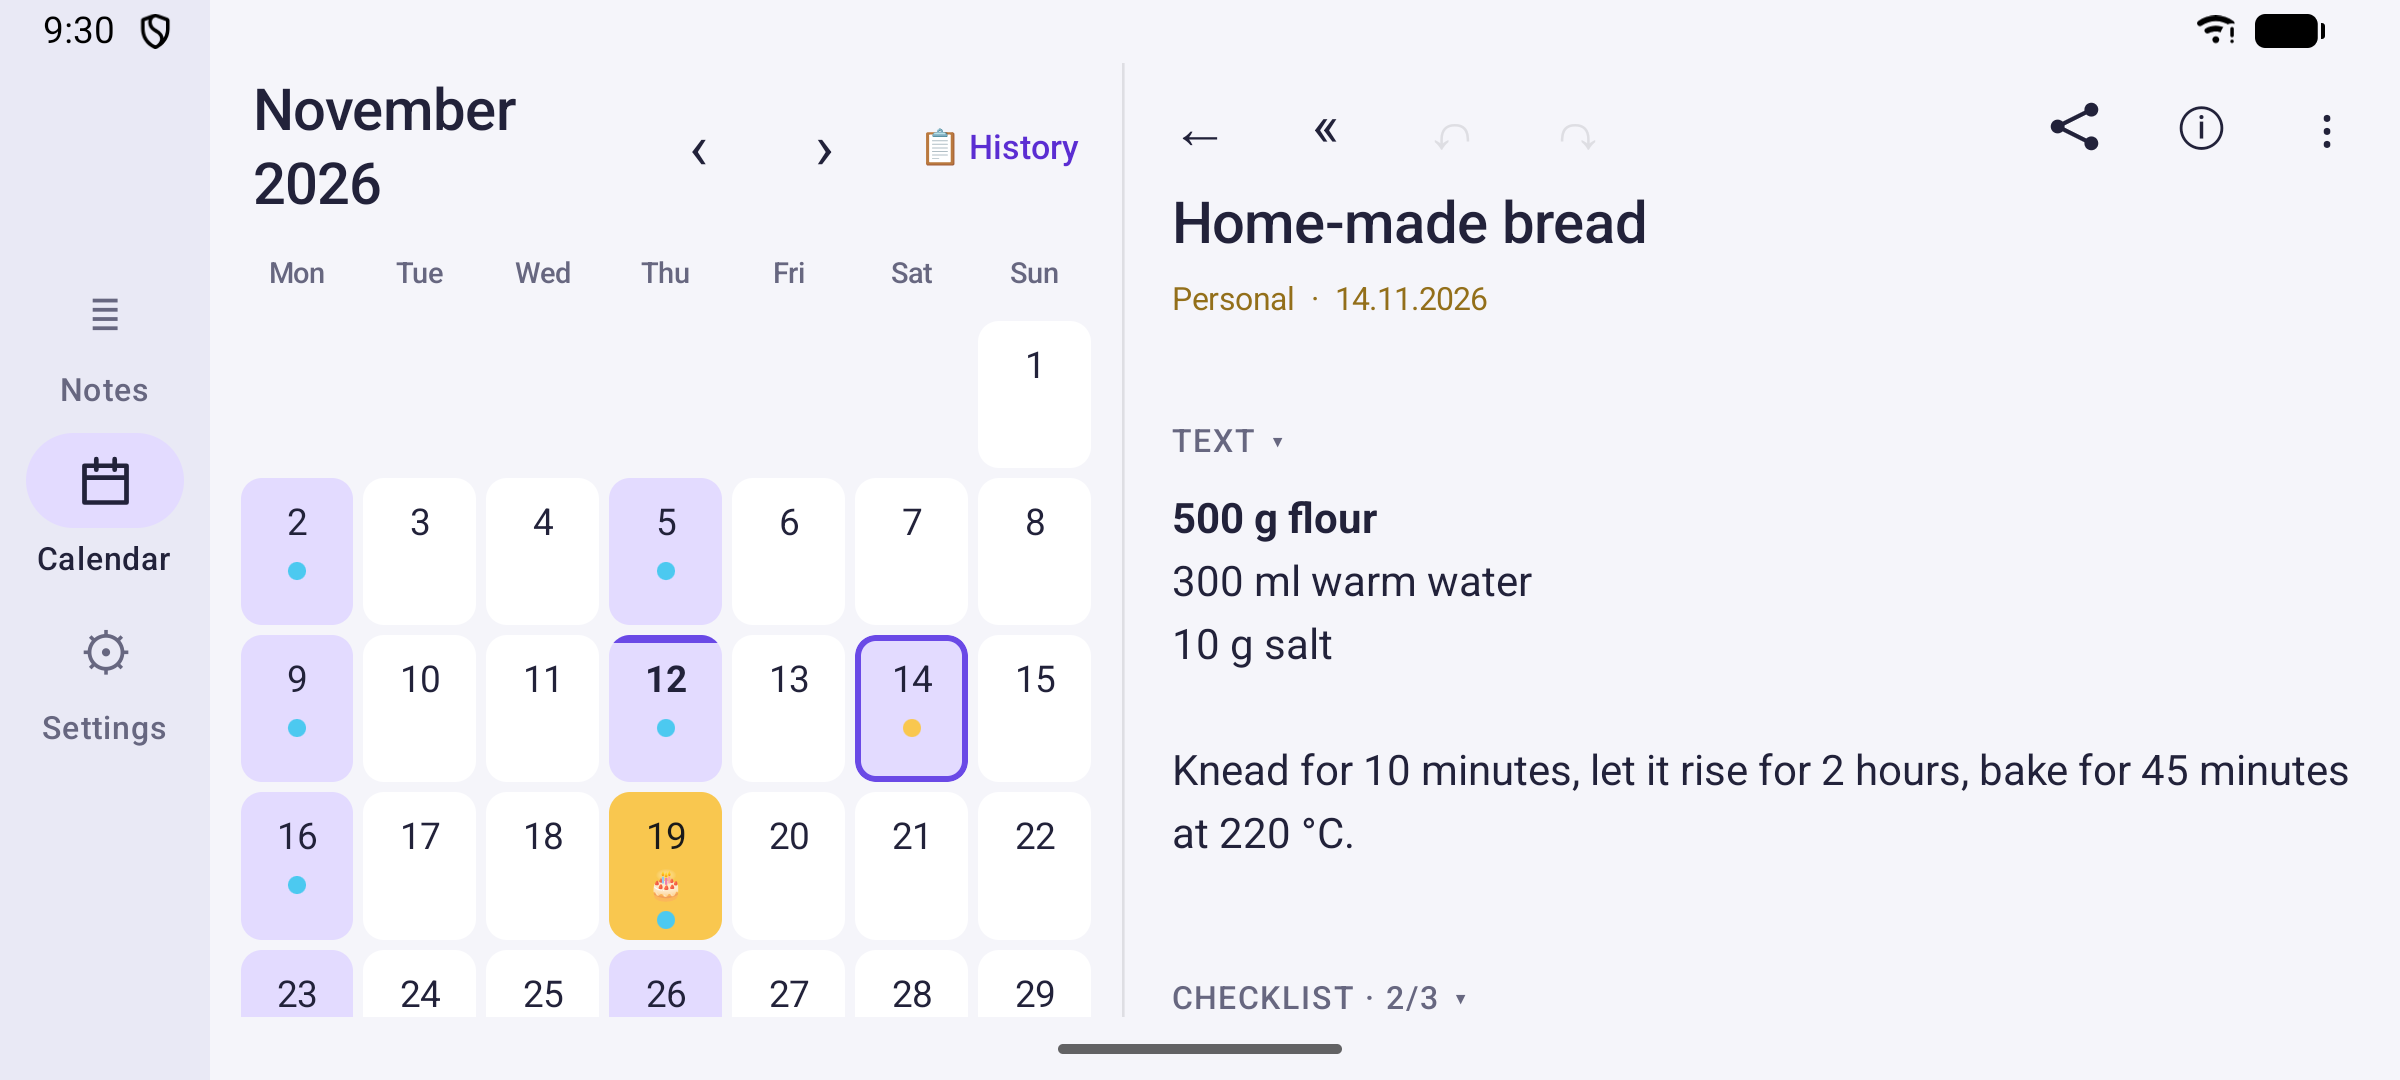 9:30
November
2026
‹
›
📋 History
Mon Tue Wed Thu Fri Sat Sun
1
2 3 4 5 6 7 8
9 10 11 12 13 14 15
16 17 18 19 20 21 22
23 24 25 26 27 28 29
Notes
Calendar
Settings
← «
Home-made bread
Personal · 14.11.2026
TEXT ▾
500 g flour
300 ml warm water
10 g salt
Knead for 10 minutes, let it rise for 2 hours, bake for 45 minutes
at 220 °C.
CHECKLIST · 2/3 ▾